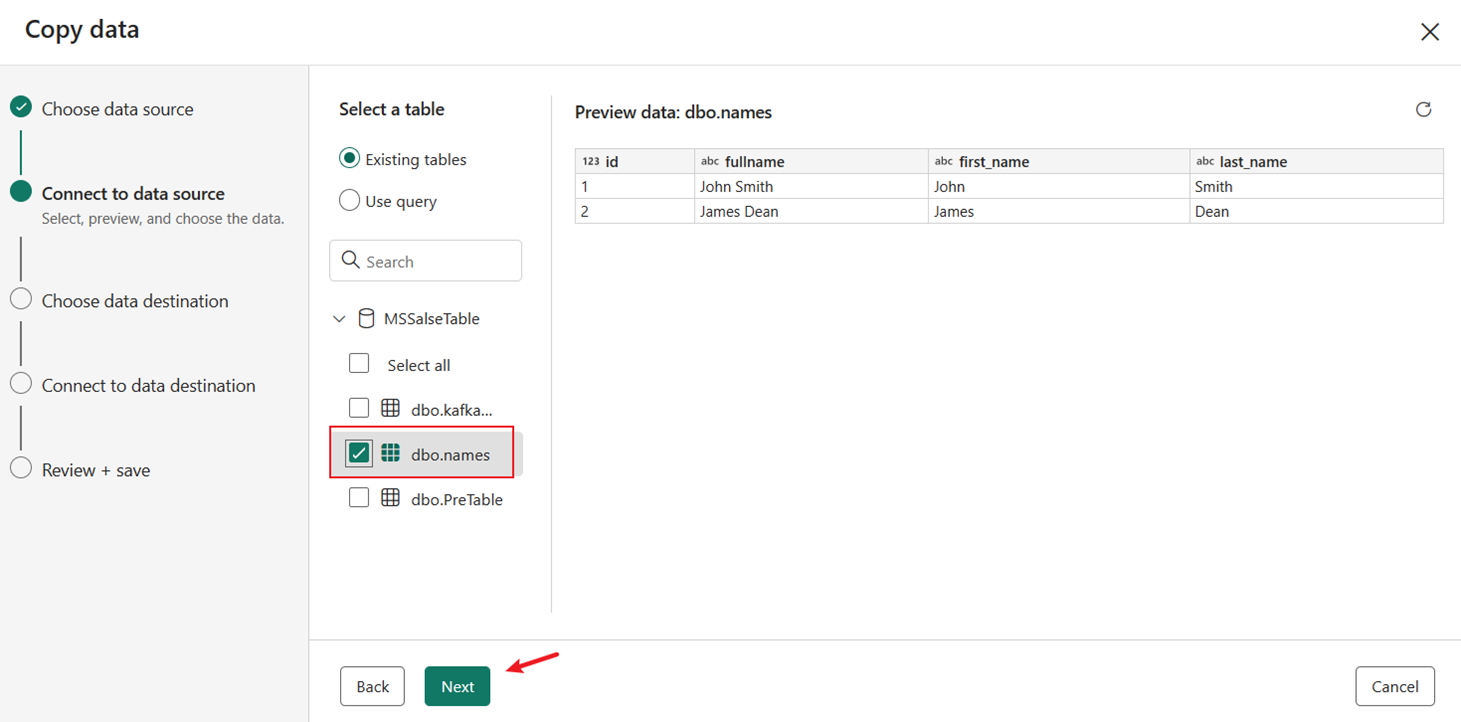 Copy data
Choose data source
Connect to data source
Select, preview, and choose the data.
Choose data destination
Connect to data destination
Review + save
Select a table
Existing tables
Use query
Search
MSSalseTable
Select all
dbo.kafka...
dbo.names
dbo.PreTable
Preview data: dbo.names
123 id abc fullname abc first_name abc last_name
1 John Smith John Smith
2 James Dean James Dean
Back Next Cancel